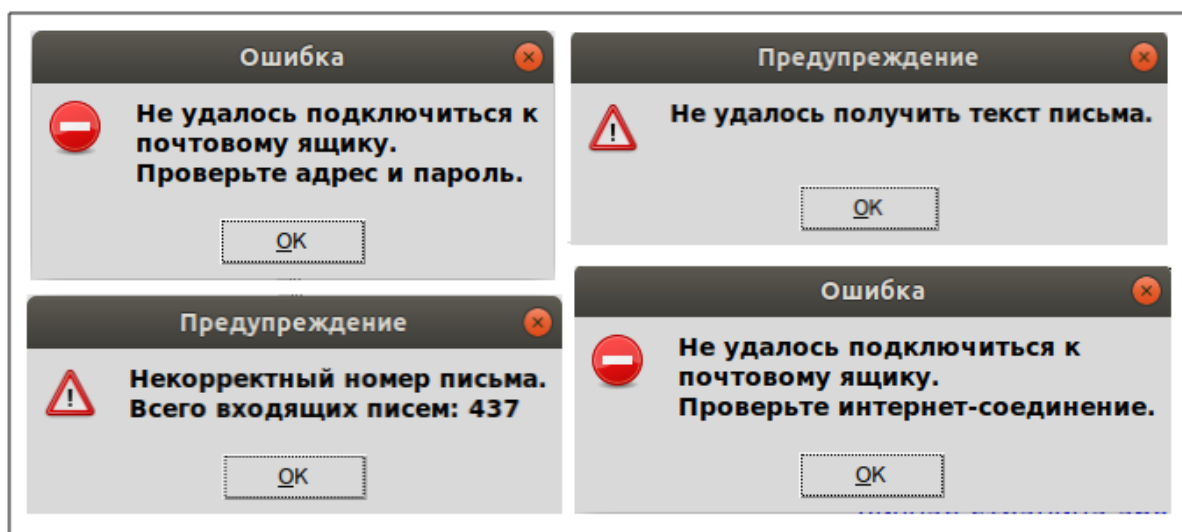 Ошибка
Не удалось подключиться к
почтовому ящику.
Проверьте адрес и пароль.
OK
Предупреждение
Не удалось получить текст письма.
OK
Предупреждение
Некорректный номер письма.
Всего входящих писем: 437
OK
Ошибка
Не удалось подключиться к
почтовому ящику.
Проверьте интернет-соединение.
OK